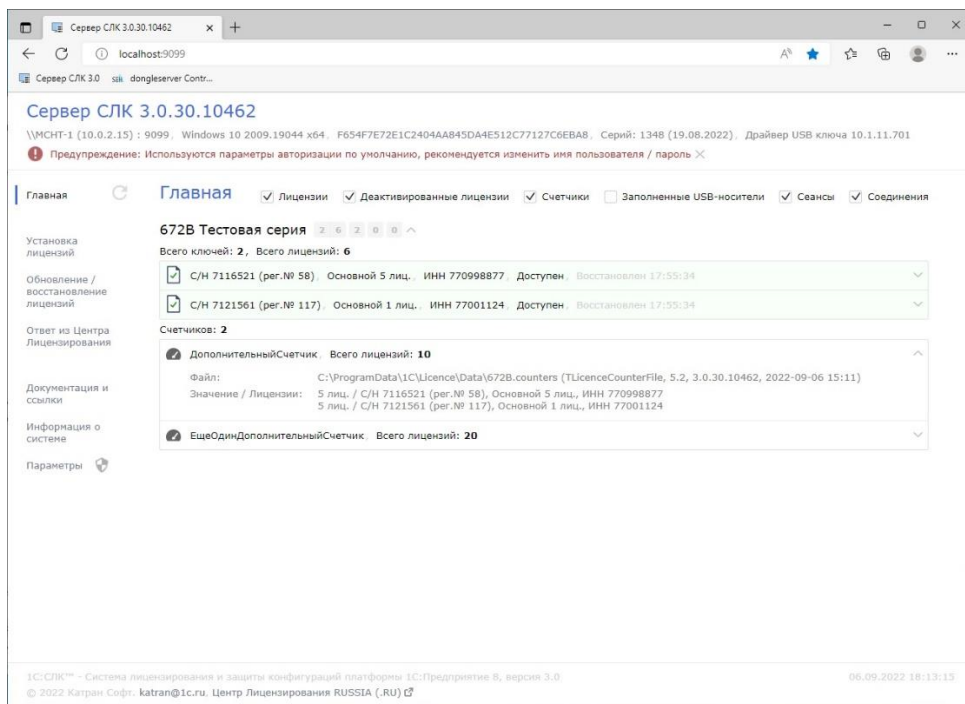 Сервер СЛК 3.0.30.10462
localhost:9099
Сервер СЛК 3.0 dongleserver Contr...
Сервер СЛК 3.0.30.10462
\\МСНТ-1 (10.0.2.15) : 9099, Windows 10 2009.19044 x64, F654F7E72E1C2404AA845DA4E512C77127C6EBA8, Серий: 1348 (19.08.2022), Драйвер USB ключа 10.1.11.701
Предупреждение: Используются параметры авторизации по умолчанию, рекомендуется изменить имя пользователя / пароль
Главная
Главная Лицензии Деактивированные лицензии Счетчики Заполненные USB-носители Сеансы Соединения
672B Тестовая серия 2 6 2 0 0
Всего ключей: 2, Всего лицензий: 6
С/Н 7116521 (рег.№ 58), Основной 5 лиц., ИНН 770998877, Доступен, Восстановлен 17:55:34
С/Н 7121561 (рег.№ 117), Основной 1 лиц., ИНН 77001124, Доступен, Восстановлен 17:55:34
Счетчиков: 2
ДополнительныйСчетчик, Всего лицензий: 10
Файл: C:\ProgramData\1C\Licence\Data\672B.counters (TLicenceCounterFile, 5.2, 3.0.30.10462, 2022-09-06 15:11)
Значение / Лицензии: 5 лиц. / С/Н 7116521 (рег.№ 58), Основной 5 лиц., ИНН 770998877
5 лиц. / С/Н 7121561 (рег.№ 117), Основной 1 лиц., ИНН 77001124
ЕщеОдинДополнительныйСчетчик, Всего лицензий: 20
Установка
лицензий
Обновление /
восстановление
лицензий
Ответ из Центра
Лицензирования
Документация и
ссылки
Информация о
системе
Параметры
1С:СЛК™ - Система лицензирования и защиты конфигураций платформы 1С:Предприятие 8, версия 3.0
06.09.2022 18:13:15
© 2022 Катран Софт. katran@1c.ru, Центр Лицензирования RUSSIA (.RU)